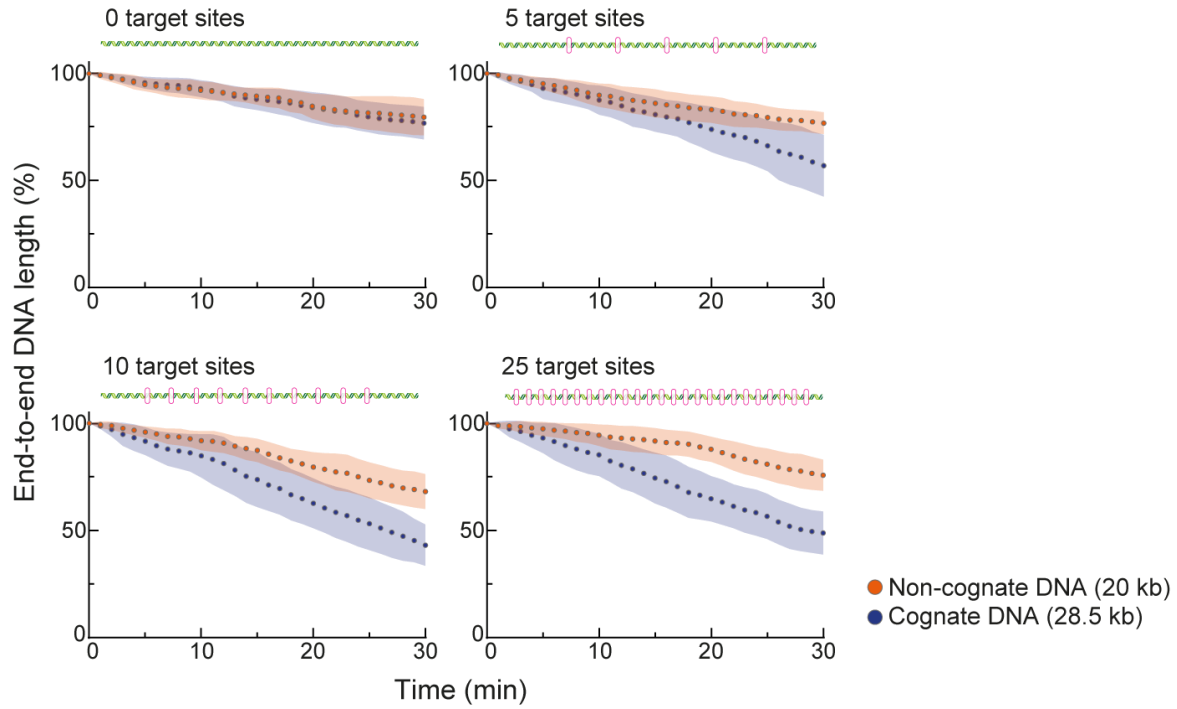 0 target sites
5 target sites
100
50
0
0 10 20 30
100
50
0
0 10 20 30
10 target sites
25 target sites
100
50
0
0 10 20 30
100
50
0
0 10 20 30
End-to-end DNA length (%)
Time (min)
Non-cognate DNA (20 kb)
Cognate DNA (28.5 kb)